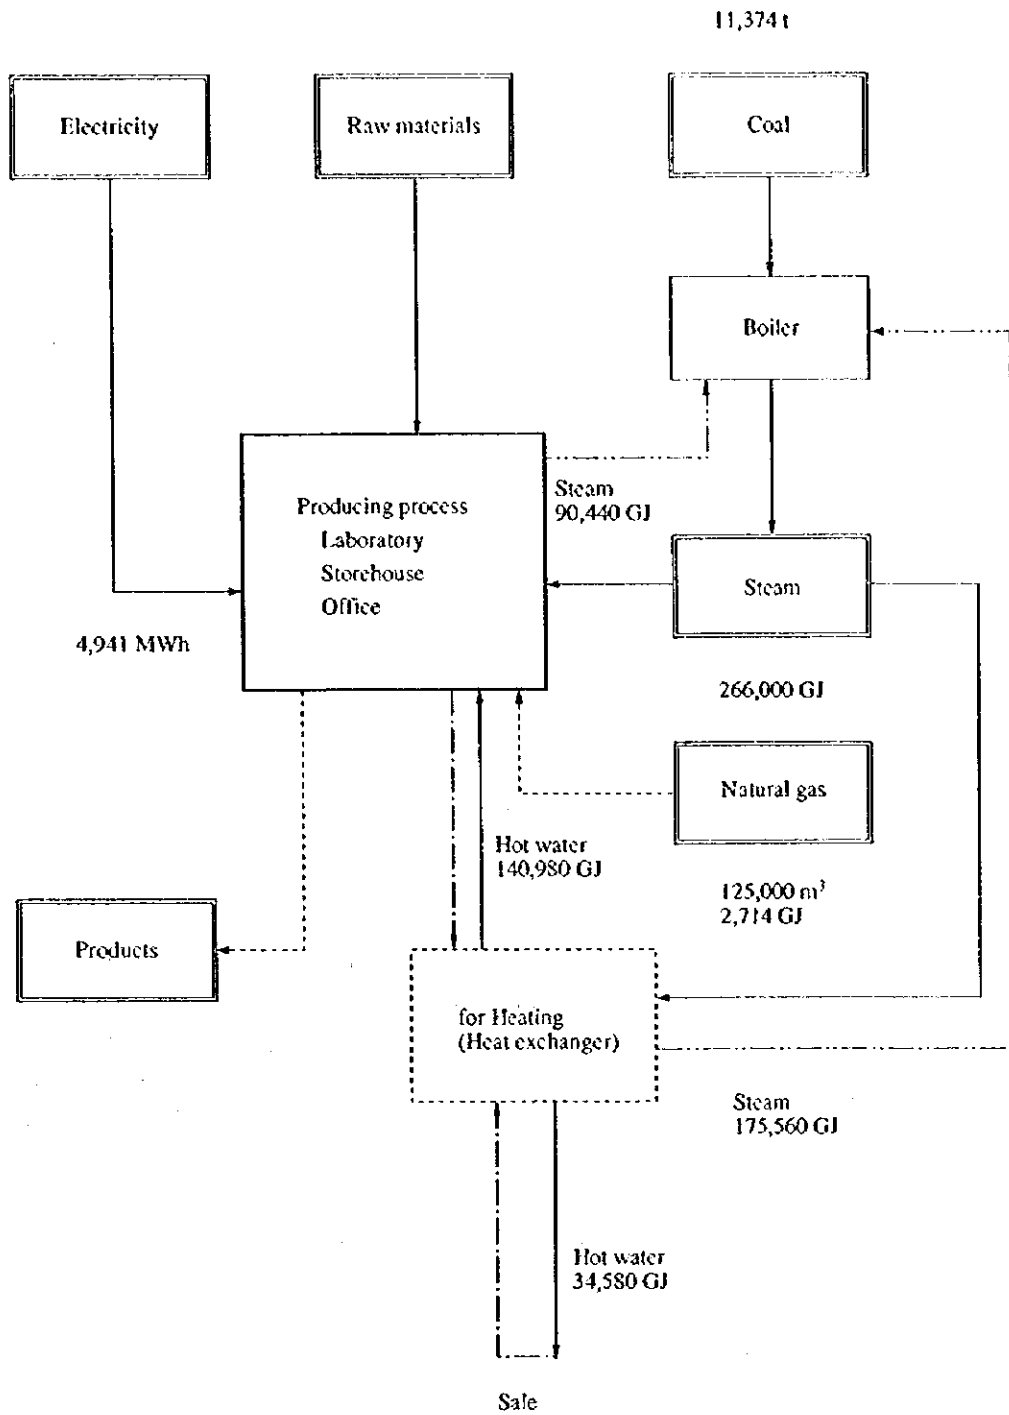 11,374 t
Electricity
Raw materials
Coal
Boiler
Steam
90,440 GJ
Producing process
Laboratory
Storehouse
Office
Steam
4,941 MWh
266,000 GJ
Natural gas
Hot water
140,980 GJ
125,000 m³
2,714 GJ
Products
for Heating
(Heat exchanger)
Steam
175,560 GJ
Hot water
34,580 GJ
Sale